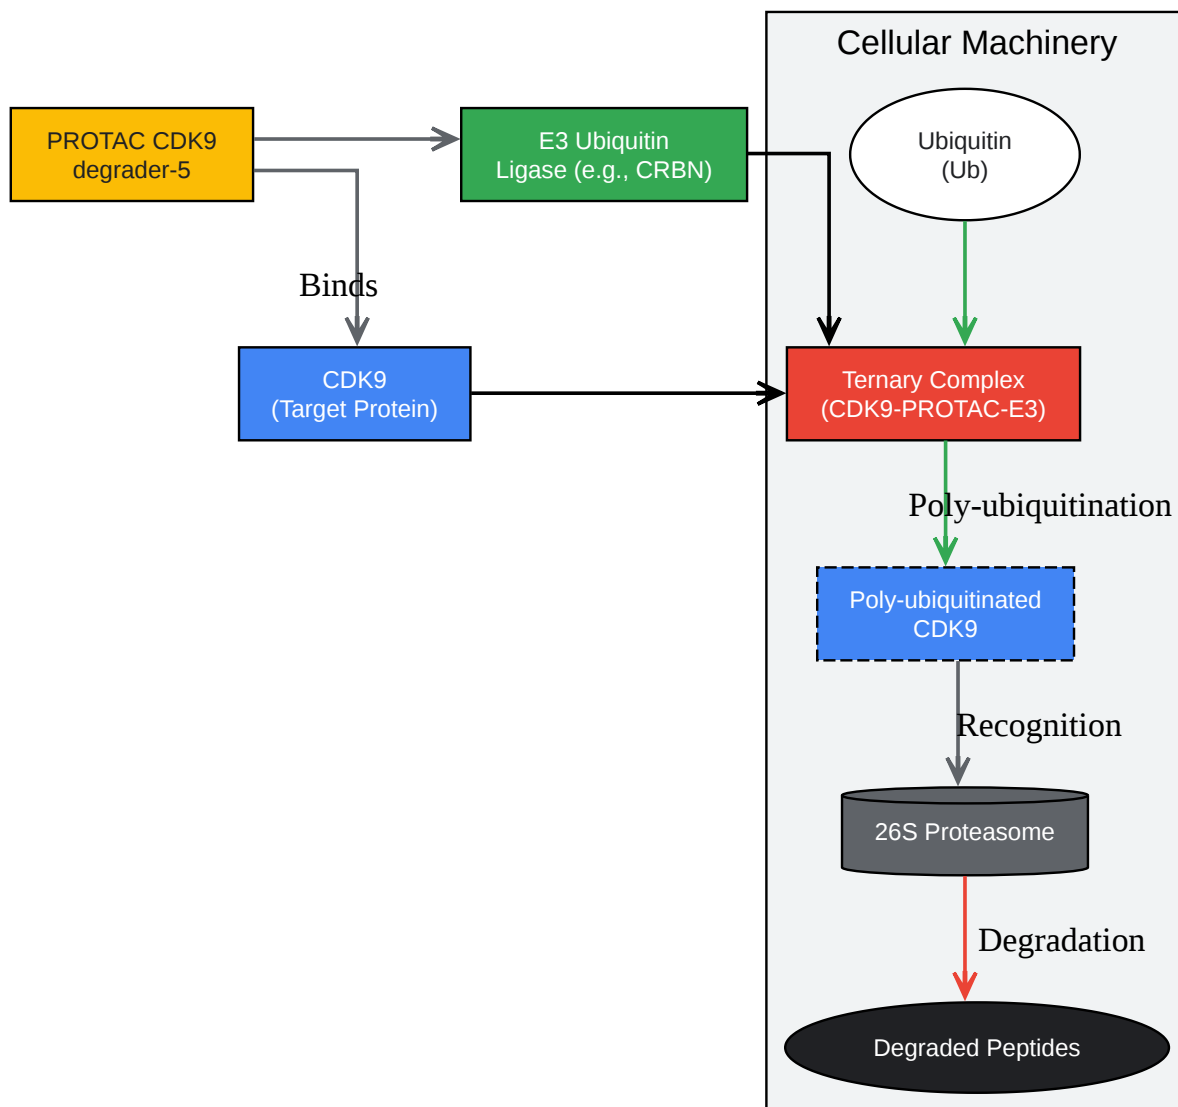 Cellular Machinery
PROTAC CDK9
degrader-5
E3 Ubiquitin
Ligase (e.g., CRBN)
Ubiquitin
(Ub)
Binds
CDK9
(Target Protein)
Ternary Complex
(CDK9-PROTAC-E3)
Poly-ubiquitination
Poly-ubiquitinated
CDK9
Recognition
26S Proteasome
Degradation
Degraded Peptides